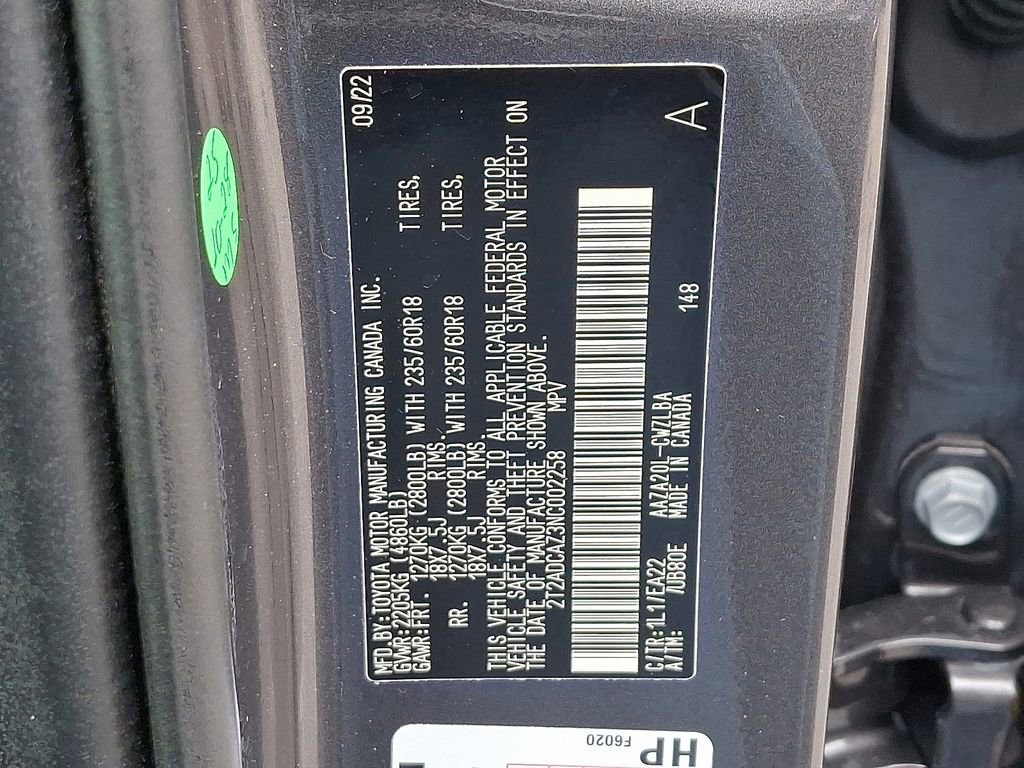 MFD.BY:TOYOTA MOTOR MANUFACTURING CANADA INC. 09/22
GVWR:2205KG (4860LB)
GAWR:FRT. 1270KG (2800LB) WITH 235/60R18 TIRES,
18X7.5J RIMS.
RR. 1270KG (2800LB) WITH 235/60R18 TIRES,
18X7.5J RIMS.
THIS VEHICLE CONFORMS TO ALL APPLICABLE FEDERAL MOTOR
VEHICLE SAFETY AND THEFT PREVENTION STANDARDS IN EFFECT ON
THE DATE OF MANUFACTURE SHOWN ABOVE.
2T2ADCAZ3NC002258 MPV
C/TR:1L1/EA22 AAZA20L-CWZLBA 148 A
A/TM: /UB80E MADE IN CANADA
HP
F6020
25